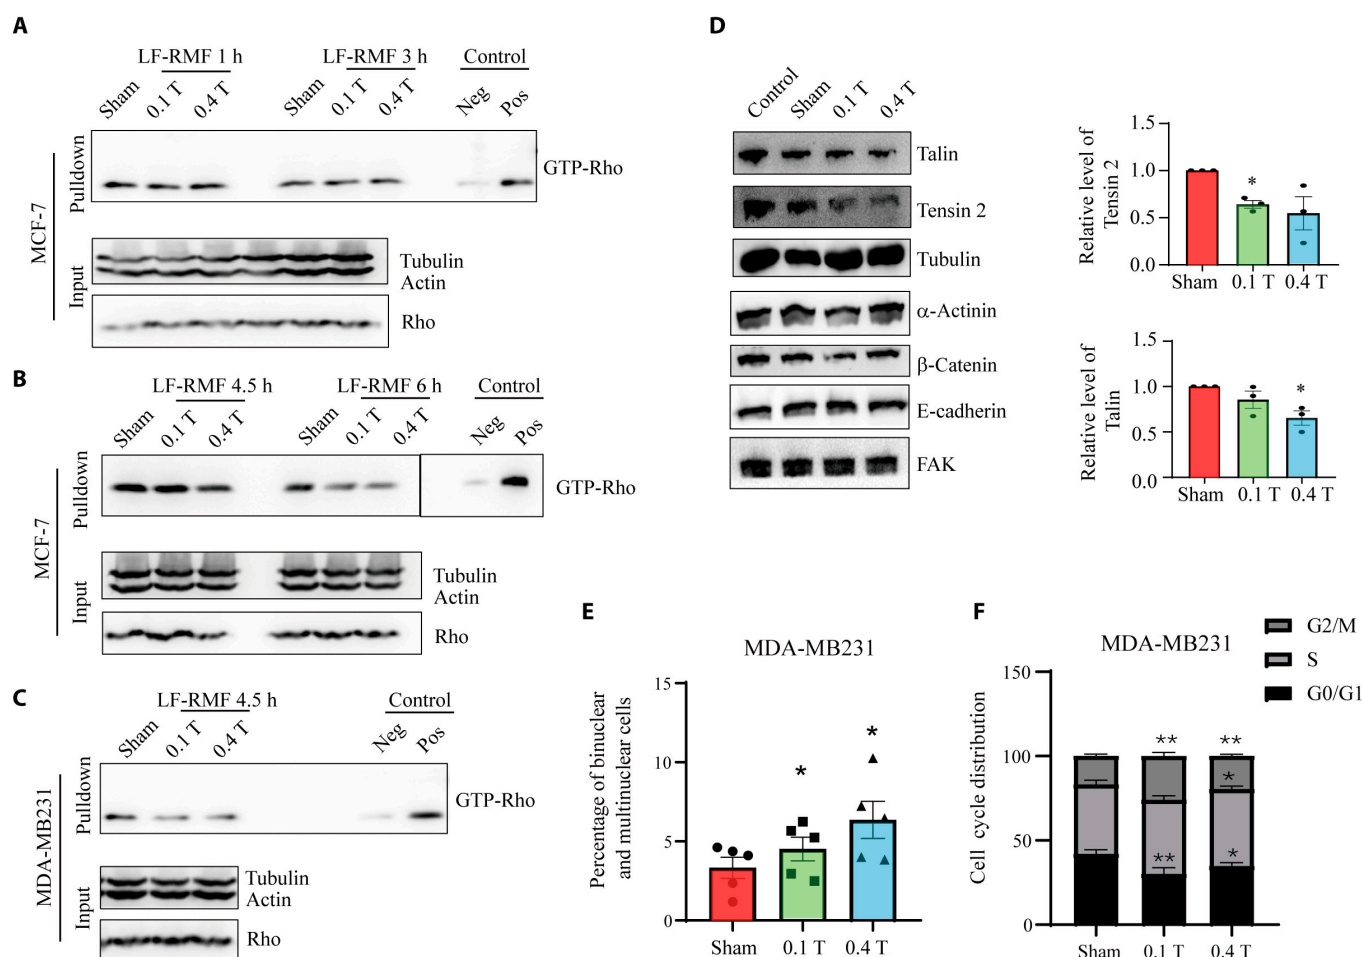 A
LF-RMF 1 h
LF-RMF 3 h
Control
Sham
0.1 T
0.4 T
Sham
0.1 T
0.4 T
Neg
Pos
MCF-7
Pulldown
GTP-Rho
Input
Tubulin
Actin
Rho
B
LF-RMF 4.5 h
LF-RMF 6 h
Control
Sham
0.1 T
0.4 T
Sham
0.1 T
0.4 T
Neg
Pos
MCF-7
Pulldown
GTP-Rho
Input
Tubulin
Actin
Rho
C
LF-RMF 4.5 h
Control
Sham
0.1 T
0.4 T
Neg
Pos
MDA-MB231
Pulldown
GTP-Rho
Input
Tubulin
Actin
Rho
D
Control
Sham
0.1 T
0.4 T
Talin
Tensin 2
Tubulin
α-Actinin
β-Catenin
E-cadherin
FAK
Relative level of
Tensin 2
1.5
1.0
0.5
0.0
*
Sham
0.1 T
0.4 T
Relative level of
Talin
1.5
1.0
0.5
0.0
*
Sham
0.1 T
0.4 T
E
MDA-MB231
Percentage of binuclear
and multinuclear cells
15
10
5
0
*
*
Sham
0.1 T
0.4 T
F
MDA-MB231
G2/M
S
G0/G1
Cell cycle distribution
150
100
50
0
**
**
*
**
*
Sham
0.1 T
0.4 T